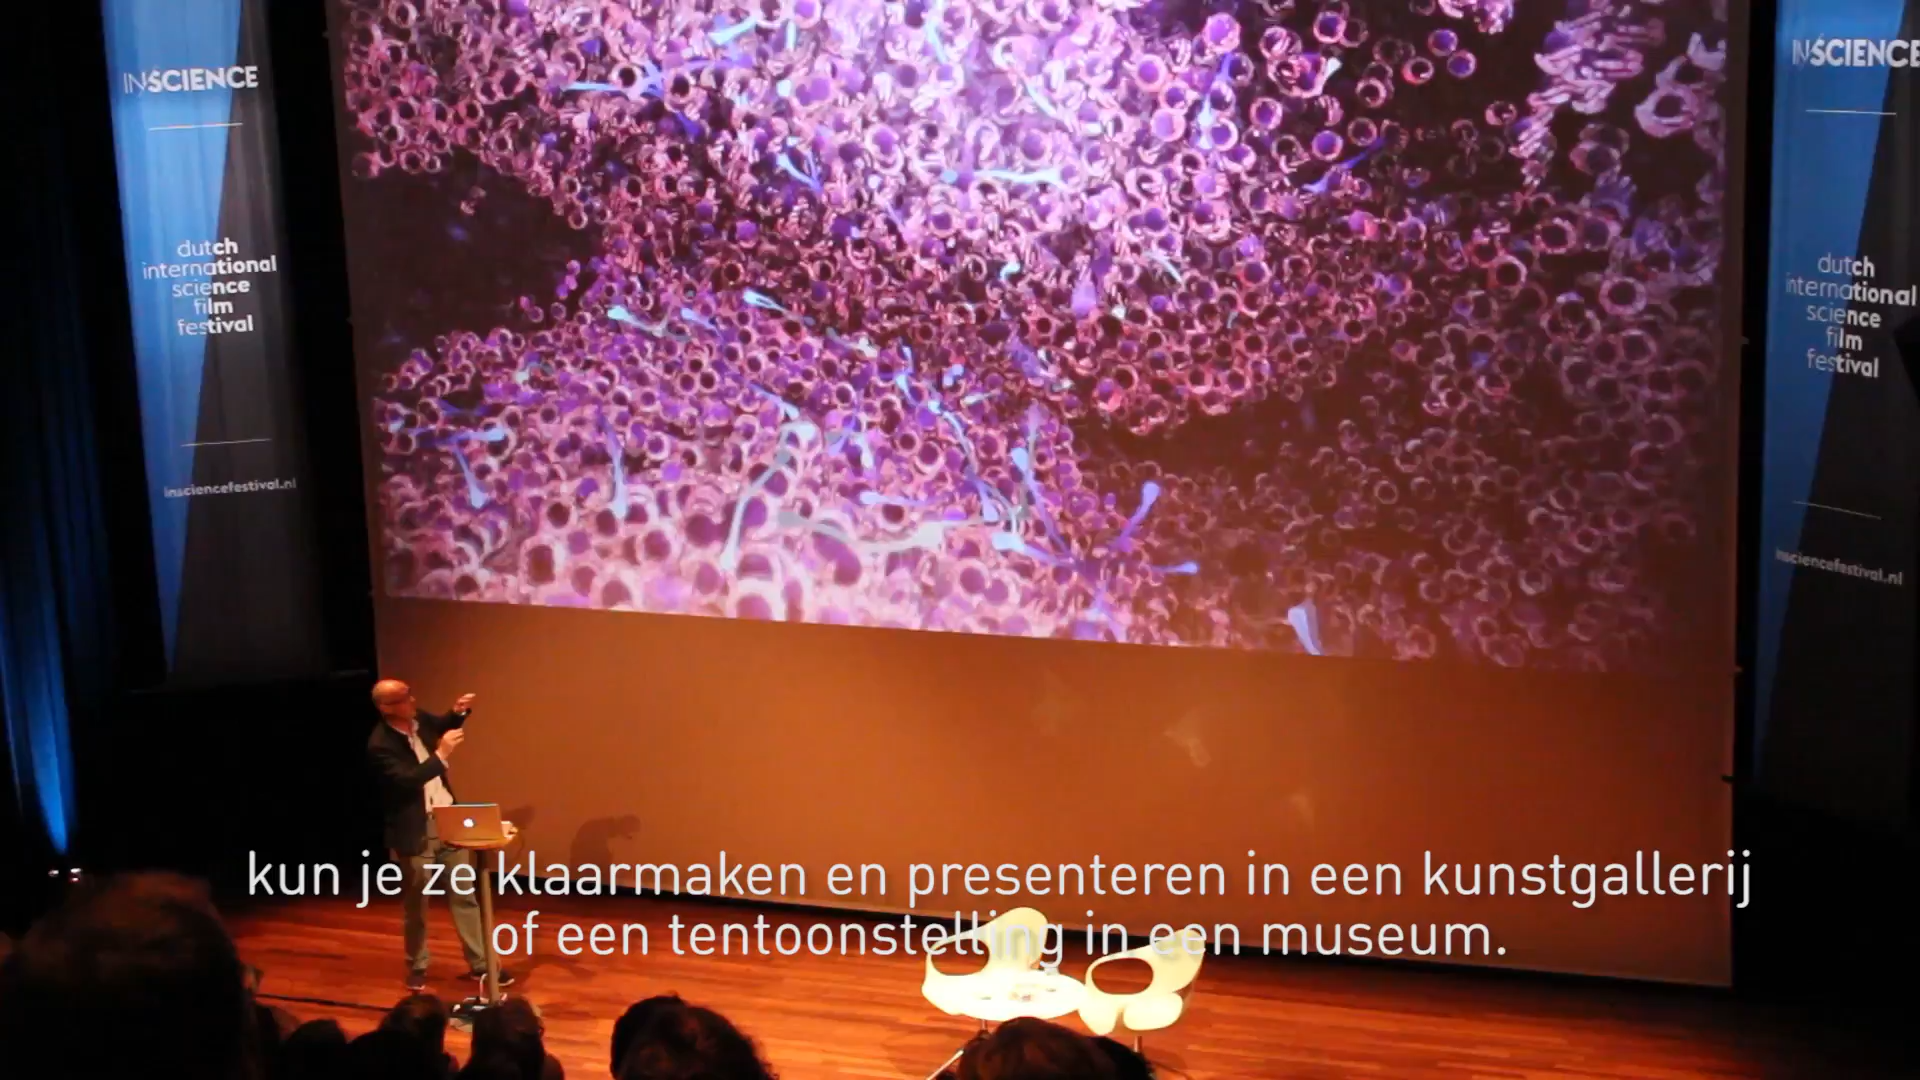 INSCIENCE
dutch
international
science
film
festival
insciencefestival.nl
INSCIENCE
dutch
international
science
film
festival
insciencefestival.nl
kun je ze klaarmaken en presenteren in een kunstgallerij
of een tentoonstelling in een museum.